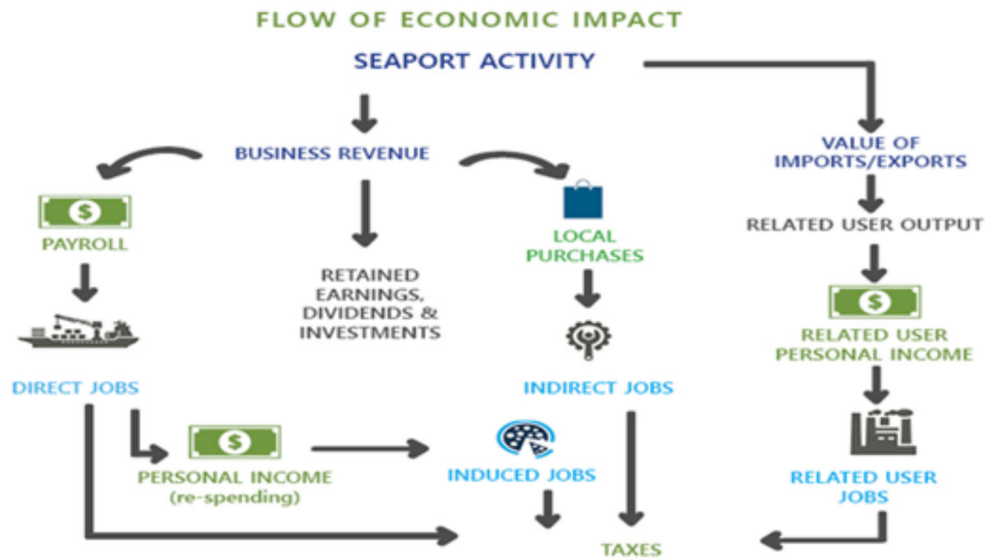 FLOW OF ECONOMIC IMPACT
SEAPORT ACTIVITY
BUSINESS REVENUE
VALUE OF
IMPORTS/EXPORTS
$
PAYROLL
LOCAL
PURCHASES
RELATED USER OUTPUT
RETAINED
EARNINGS,
DIVIDENDS &
INVESTMENTS
$
RELATED USER
PERSONAL INCOME
DIRECT JOBS
INDIRECT JOBS
$
PERSONAL INCOME
(re-spending)
INDUCED JOBS
RELATED USER
JOBS
TAXES